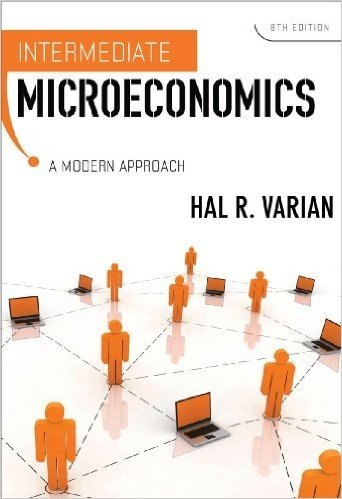 8TH EDITION
INTERMEDIATE
MICROECONOMICS
A MODERN APPROACH
HAL R. VARIAN